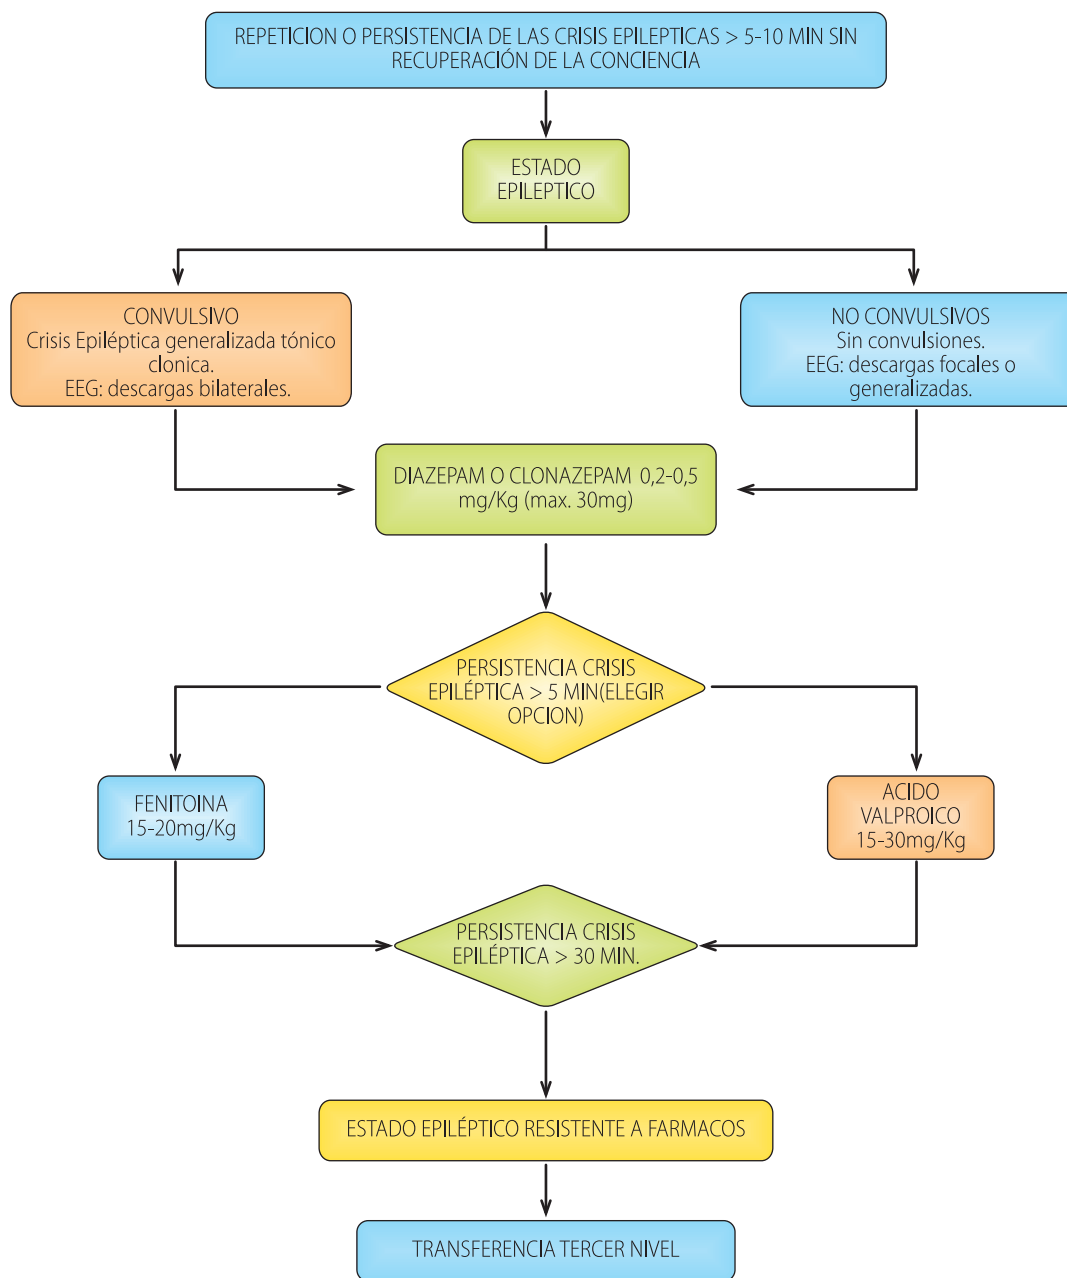 REPETICION O PERSISTENCIA DE LAS CRISIS EPILEPTICAS > 5-10 MIN SIN
RECUPERACIÓN DE LA CONCIENCIA
ESTADO
EPILEPTICO
CONVULSIVO
Crisis Epiléptica generalizada tónico
clonica.
EEG: descargas bilaterales.
NO CONVULSIVOS
Sin convulsiones.
EEG: descargas focales o
generalizadas.
DIAZEPAM O CLONAZEPAM 0,2-0,5
mg/Kg (max. 30mg)
PERSISTENCIA CRISIS
EPILÉPTICA > 5 MIN(ELEGIR
OPCION)
FENITOINA
15-20mg/Kg
ACIDO
VALPROICO
15-30mg/Kg
PERSISTENCIA CRISIS
EPILÉPTICA > 30 MIN.
ESTADO EPILÉPTICO RESISTENTE A FARMACOS
TRANSFERENCIA TERCER NIVEL